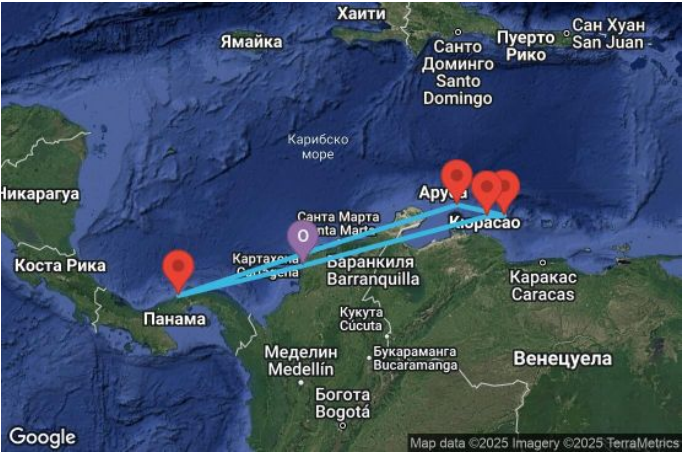 Хаити
Ямайка
Сан Хуан
San Juan
Пуерто
Рико
Санто
Доминго
Santo
Domingo
Карибско
море
Никарагуа
Аруба
Кюрасао
Санта Марта
Santa Marta
O
Картахена
Cartagena
Баранкиля
Barranquilla
Коста Рика
Каракас
Caracas
Панама
Кукута
Cúcuta
Меделин
Medellín
Букараманга
Bucaramanga
Венецуела
Богота
Bogotá
Google
Map data ©2025 Imagery ©2025 TerraMetrics